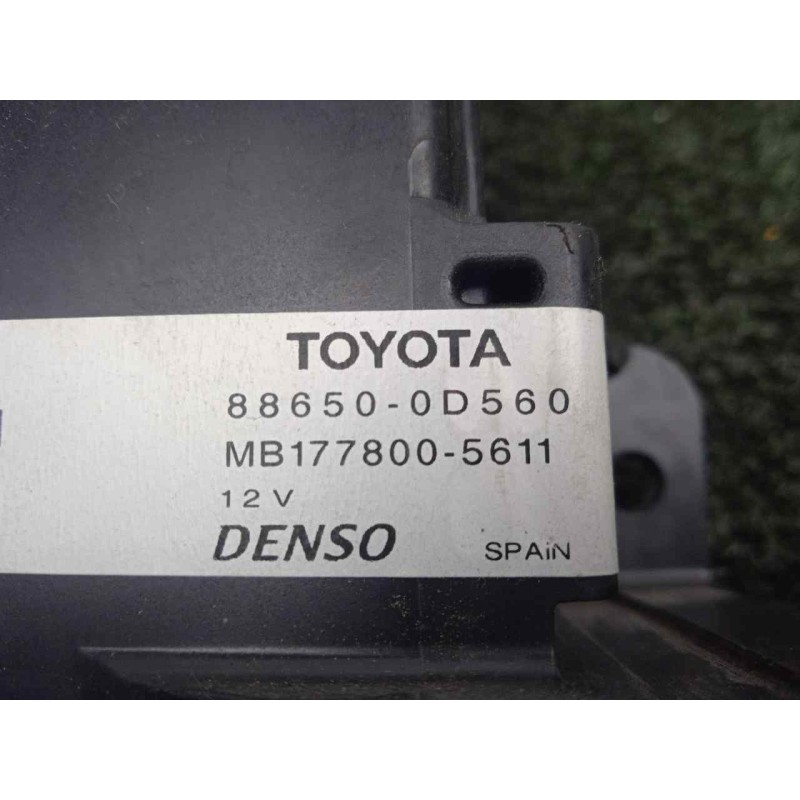 TOYOTA
88650-0D560
MB177800-5611
12V
DENSO
SPAiN